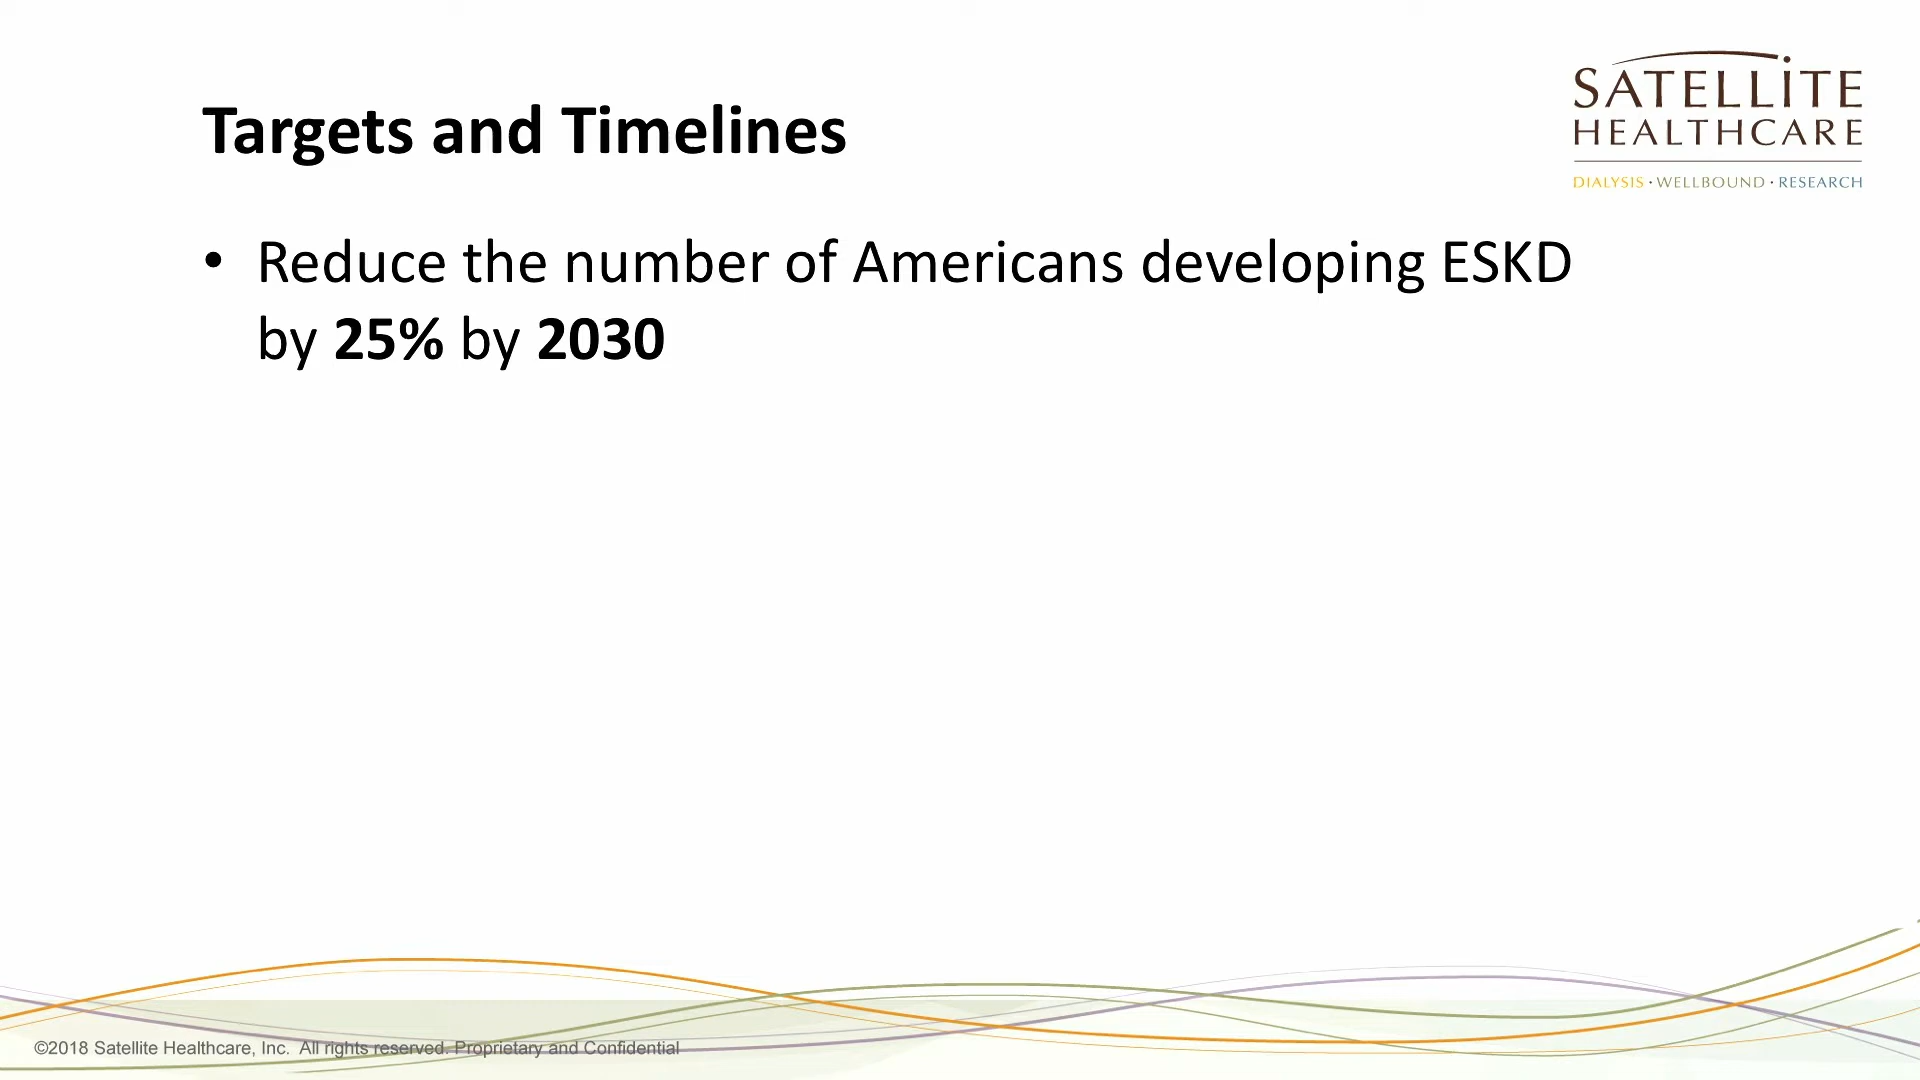 SATELLITE
HEALTHCARE
DIALYSIS · WELLBOUND · RESEARCH
Targets and Timelines
• Reduce the number of Americans developing ESKD
by 25% by 2030
©2018 Satellite Healthcare, Inc. All rights reserved. Proprietary and Confidential